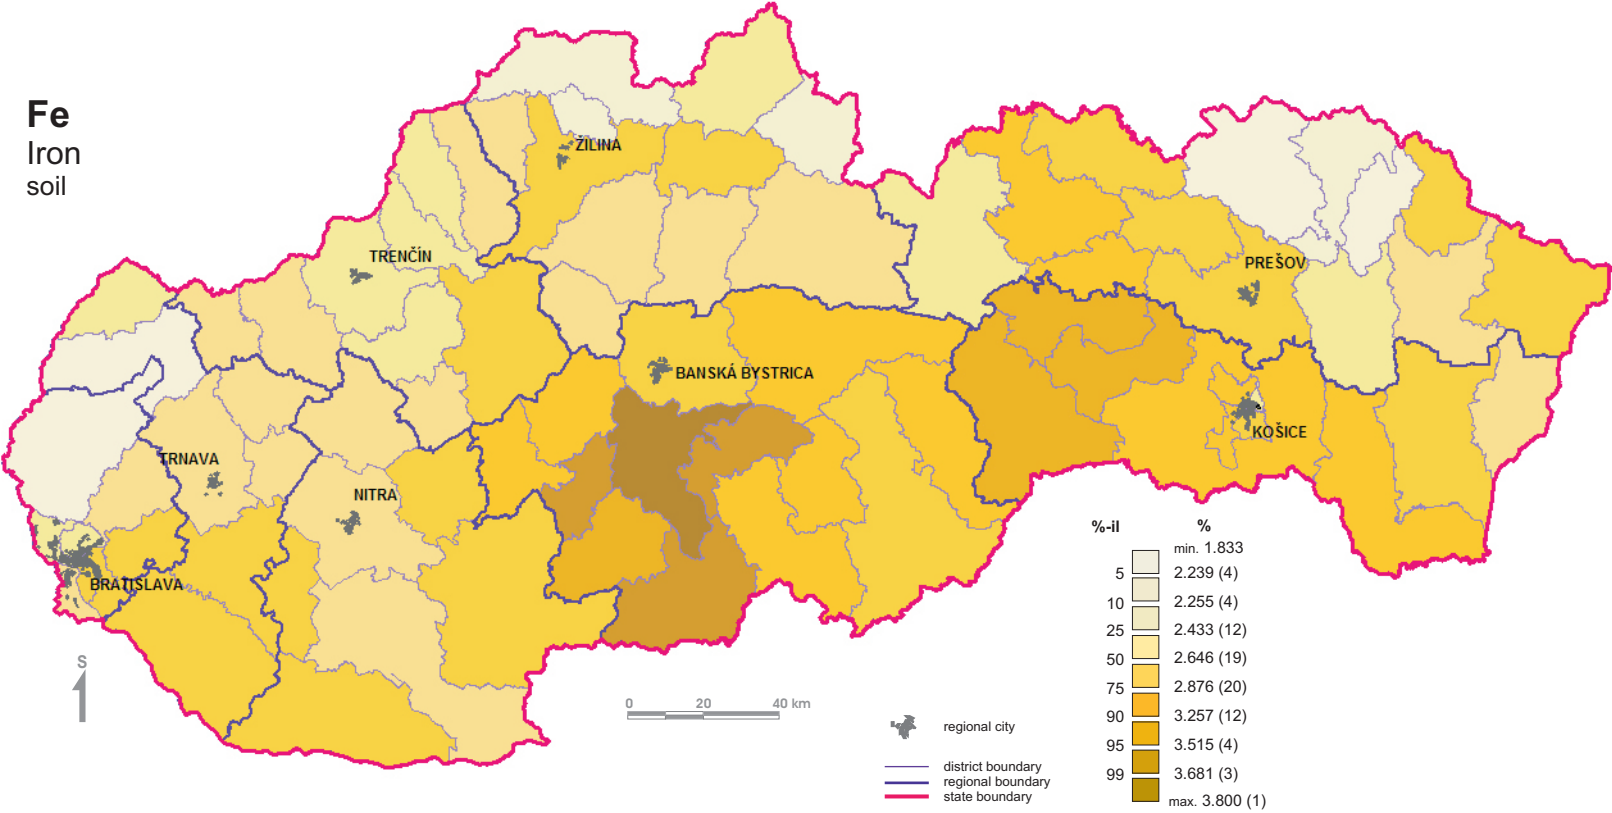 Fe
Iron
soil
ŽILINA
TRENČÍN
PREŠOV
BANSKÁ BYSTRICA
KOŠICE
TRNAVA
NITRA
BRATISLAVA
S
0 20 40 km
regional city
district boundary
regional boundary
state boundary
%-il %
min. 1.833
5 2.239 (4)
10 2.255 (4)
25 2.433 (12)
50 2.646 (19)
75 2.876 (20)
90 3.257 (12)
95 3.515 (4)
99 3.681 (3)
max. 3.800 (1)